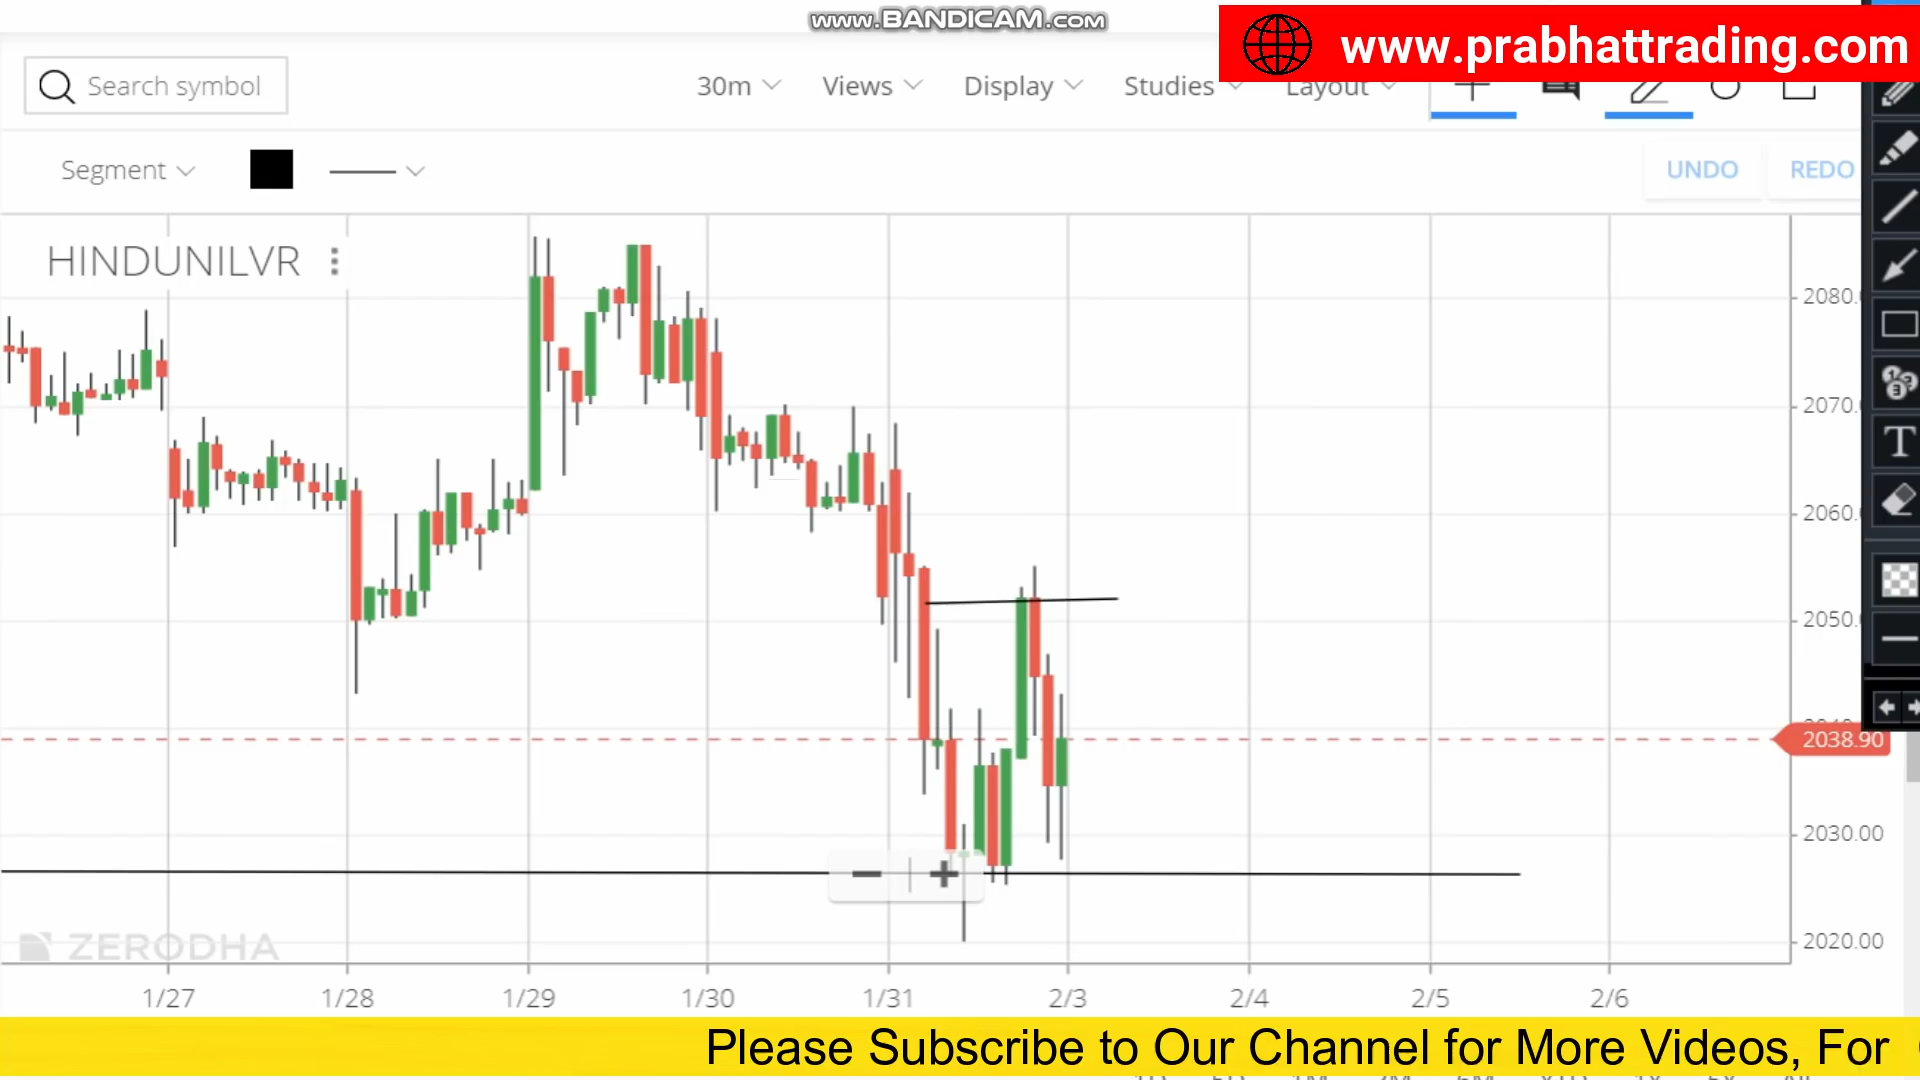 www.BANDICAM.com
www.prabhattrading.com
Search symbol
30m Views Display Studies Layout
Segment
UNDO REDO
HINDUNILVR
2080.
2070.
2060.
2050.
2038.90
2030.00
2020.00
ZERODHA
1/27 1/28 1/29 1/30 1/31 2/3 2/4 2/5 2/6
Please Subscribe to Our Channel for More Videos, For
T